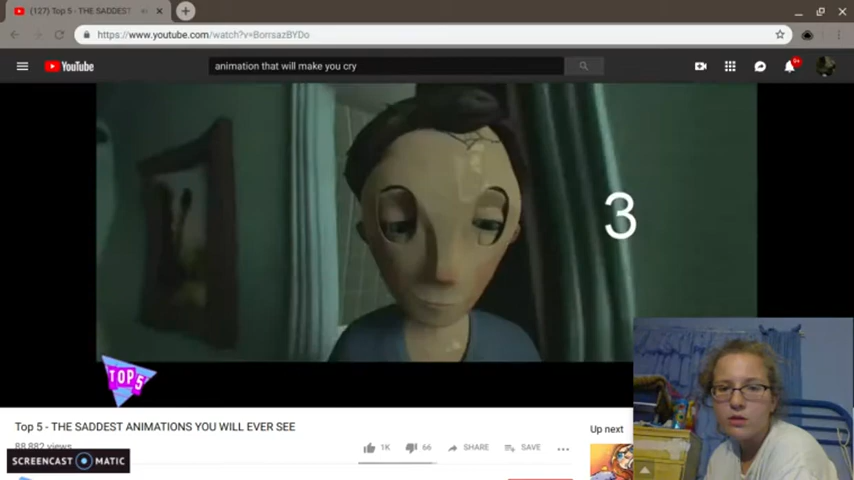 (127) Top 5 - THE SADDEST
https://www.youtube.com/watch?v=BorrsazBYDo
YouTube
animation that will make you cry
9+
3
TOP 5
Top 5 - THE SADDEST ANIMATIONS YOU WILL EVER SEE
88,882 views
1K
66
SHARE
SAVE
Up next
SCREENCAST MATIC